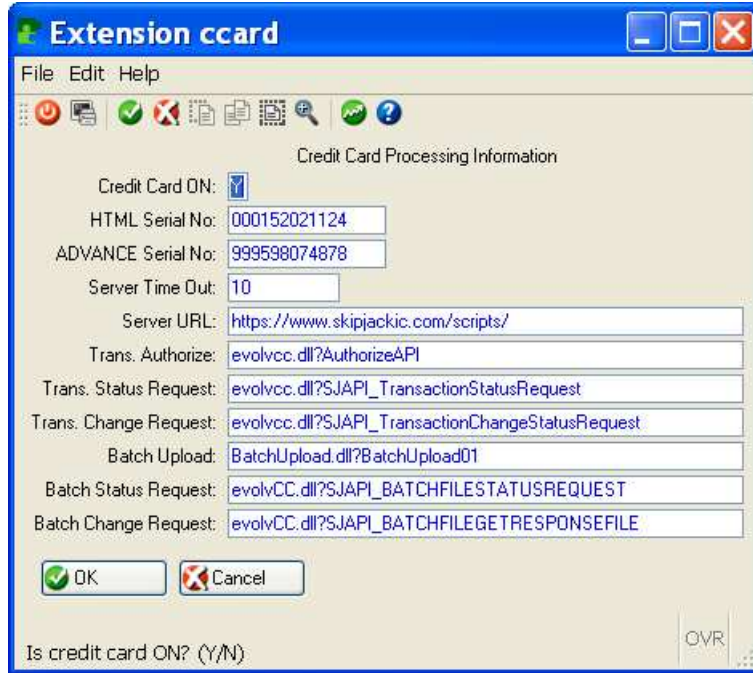 Extension ccard
File Edit Help
Credit Card Processing Information
Credit Card ON: Y
HTML Serial No: 000152021124
ADVANCE Serial No: 999598074878
Server Time Out: 10
Server URL: https://www.skipjackic.com/scripts/
Trans. Authorize: evolvcc.dll?AuthorizeAPI
Trans. Status Request: evolvcc.dll?SJAPI_TransactionStatusRequest
Trans. Change Request: evolvcc.dll?SJAPI_TransactionChangeStatusRequest
Batch Upload: BatchUpload.dll?BatchUpload01
Batch Status Request: evolvCC.dll?SJAPI_BATCHFILESTATUSREQUEST
Batch Change Request: evolvCC.dll?SJAPI_BATCHFILEGETRESPONSEFILE
OK Cancel
Is credit card ON? (Y/N) OVR